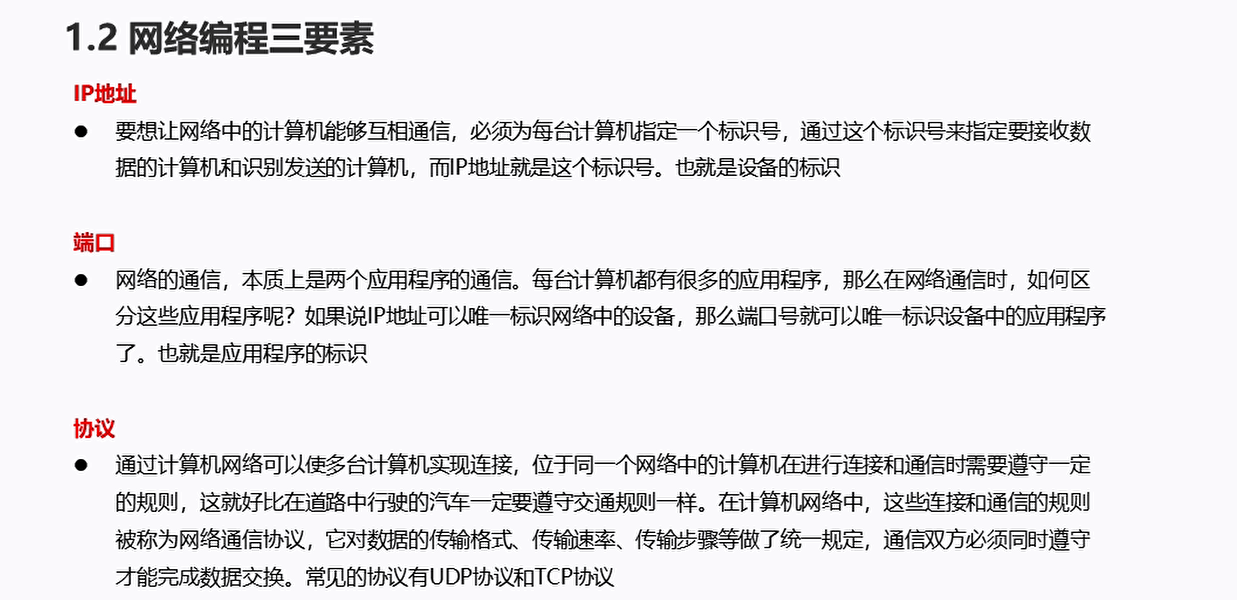 1.2 网络编程三要素
IP地址
● 要想让网络中的计算机能够互相通信，必须为每台计算机指定一个标识号，通过这个标识号来指定要接收数
据的计算机和识别发送的计算机，而IP地址就是这个标识号。也就是设备的标识
端口
● 网络的通信，本质上是两个应用程序的通信。每台计算机都有很多的应用程序，那么在网络通信时，如何区
分这些应用程序呢？如果说IP地址可以唯一标识网络中的设备，那么端口号就可以唯一标识设备中的应用程序
了。也就是应用程序的标识
协议
● 通过计算机网络可以使多台计算机实现连接，位于同一个网络中的计算机在进行连接和通信时需要遵守一定
的规则，这就好比在道路中行驶的汽车一定要遵守交通规则一样。在计算机网络中，这些连接和通信的规则
被称为网络通信协议，它对数据的传输格式、传输速率、传输步骤等做了统一规定，通信双方必须同时遵守
才能完成数据交换。常见的协议有UDP协议和TCP协议